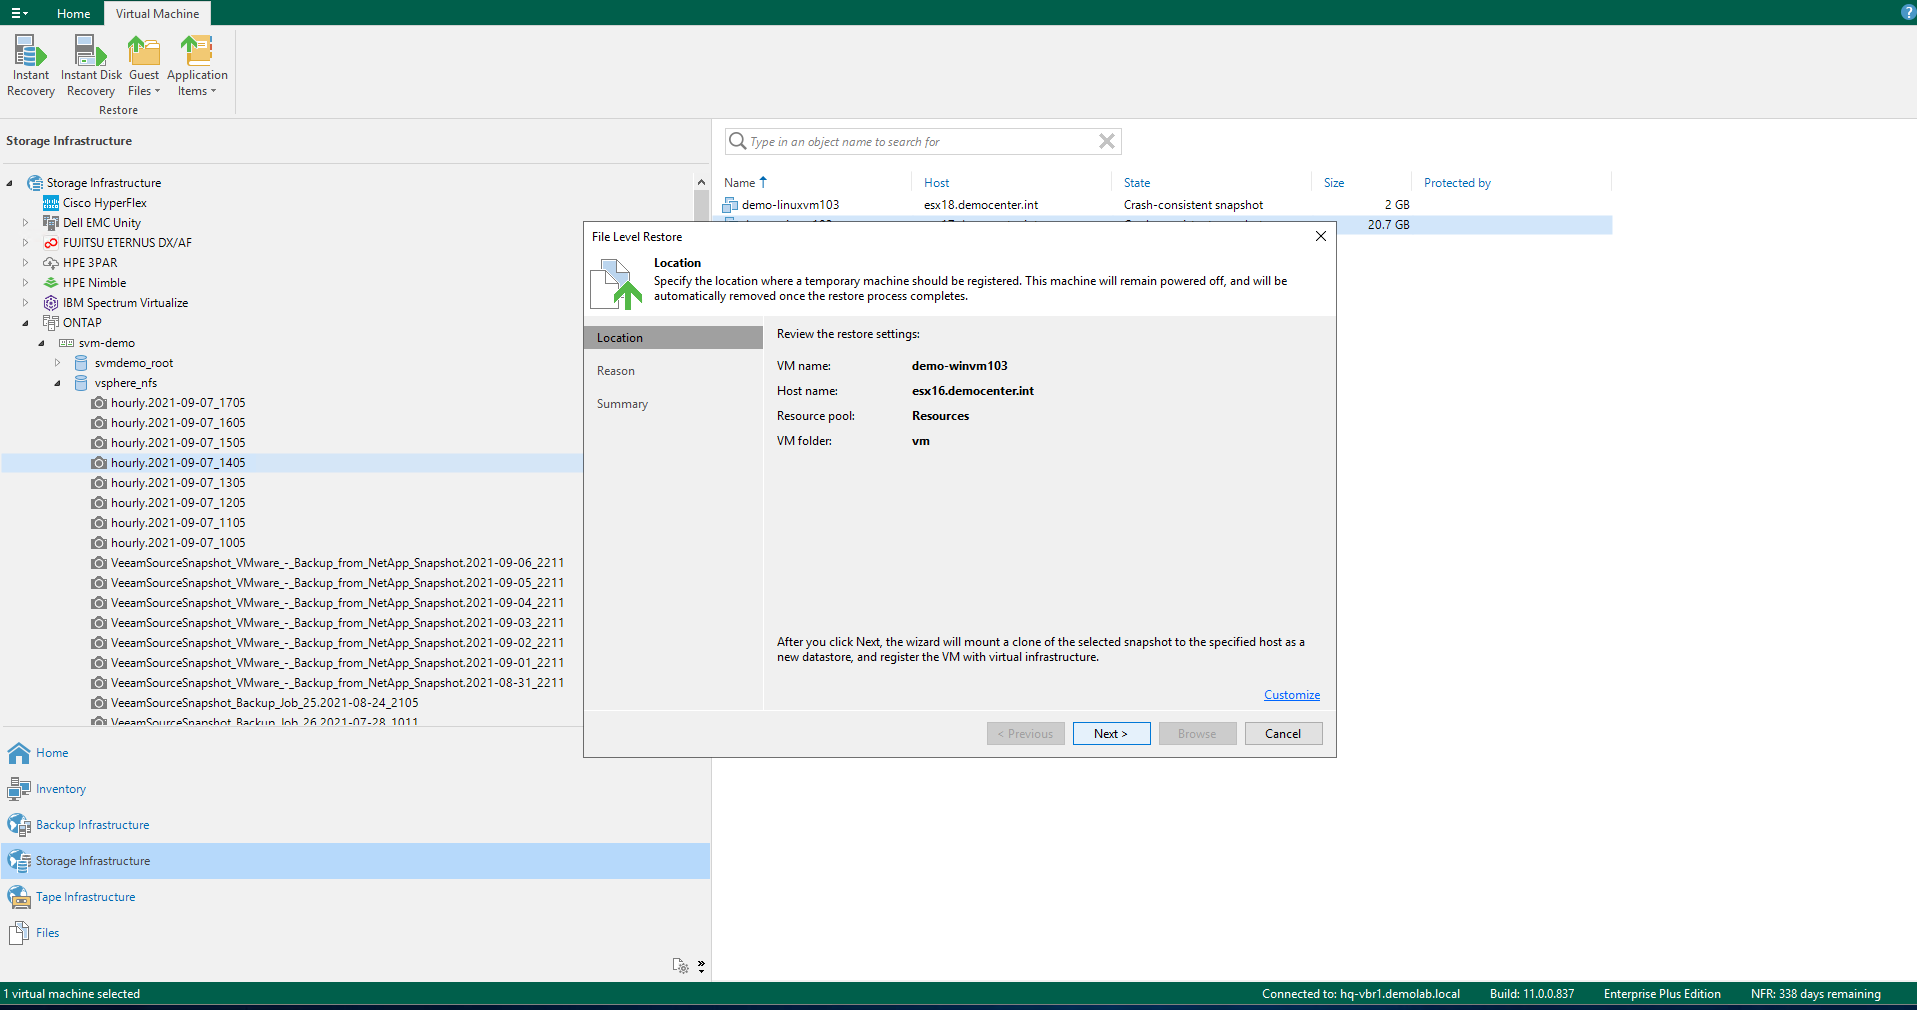 Home
Virtual Machine
?
Instant Recovery
Instant Disk Recovery
Guest Files
Application Items
Restore
Storage Infrastructure
Storage Infrastructure
Cisco HyperFlex
Dell EMC Unity
FUJITSU ETERNUS DX/AF
HPE 3PAR
HPE Nimble
IBM Spectrum Virtualize
ONTAP
svm-demo
svmdemo_root
vsphere_nfs
hourly.2021-09-07_1705
hourly.2021-09-07_1605
hourly.2021-09-07_1505
hourly.2021-09-07_1405
hourly.2021-09-07_1305
hourly.2021-09-07_1205
hourly.2021-09-07_1105
hourly.2021-09-07_1005
VeeamSourceSnapshot_VMware_-_Backup_from_NetApp_Snapshot.2021-09-06_2211
VeeamSourceSnapshot_VMware_-_Backup_from_NetApp_Snapshot.2021-09-05_2211
VeeamSourceSnapshot_VMware_-_Backup_from_NetApp_Snapshot.2021-09-04_2211
VeeamSourceSnapshot_VMware_-_Backup_from_NetApp_Snapshot.2021-09-03_2211
VeeamSourceSnapshot_VMware_-_Backup_from_NetApp_Snapshot.2021-09-02_2211
VeeamSourceSnapshot_VMware_-_Backup_from_NetApp_Snapshot.2021-09-01_2211
VeeamSourceSnapshot_VMware_-_Backup_from_NetApp_Snapshot.2021-08-31_2211
VeeamSourceSnapshot_Backup_Job_25.2021-08-24_2105
VeeamSourceSnapshot_Backup_Job_26.2021-07-28_1011
Home
Inventory
Backup Infrastructure
Storage Infrastructure
Tape Infrastructure
Files
Type in an object name to search for
Name Host State Size Protected by
demo-linuxvm103 esx18.democenter.int Crash-consistent snapshot 2 GB
20.7 GB
File Level Restore
Location
Specify the location where a temporary machine should be registered. This machine will remain powered off, and will be
automatically removed once the restore process completes.
Location
Reason
Summary
Review the restore settings:
VM name: demo-winvm103
Host name: esx16.democenter.int
Resource pool: Resources
VM folder: vm
After you click Next, the wizard will mount a clone of the selected snapshot to the specified host as a
new datastore, and register the VM with virtual infrastructure.
Customize
< Previous Next > Browse Cancel
1 virtual machine selected
Connected to: hq-vbr1.demolab.local Build: 11.0.0.837 Enterprise Plus Edition NFR: 338 days remaining